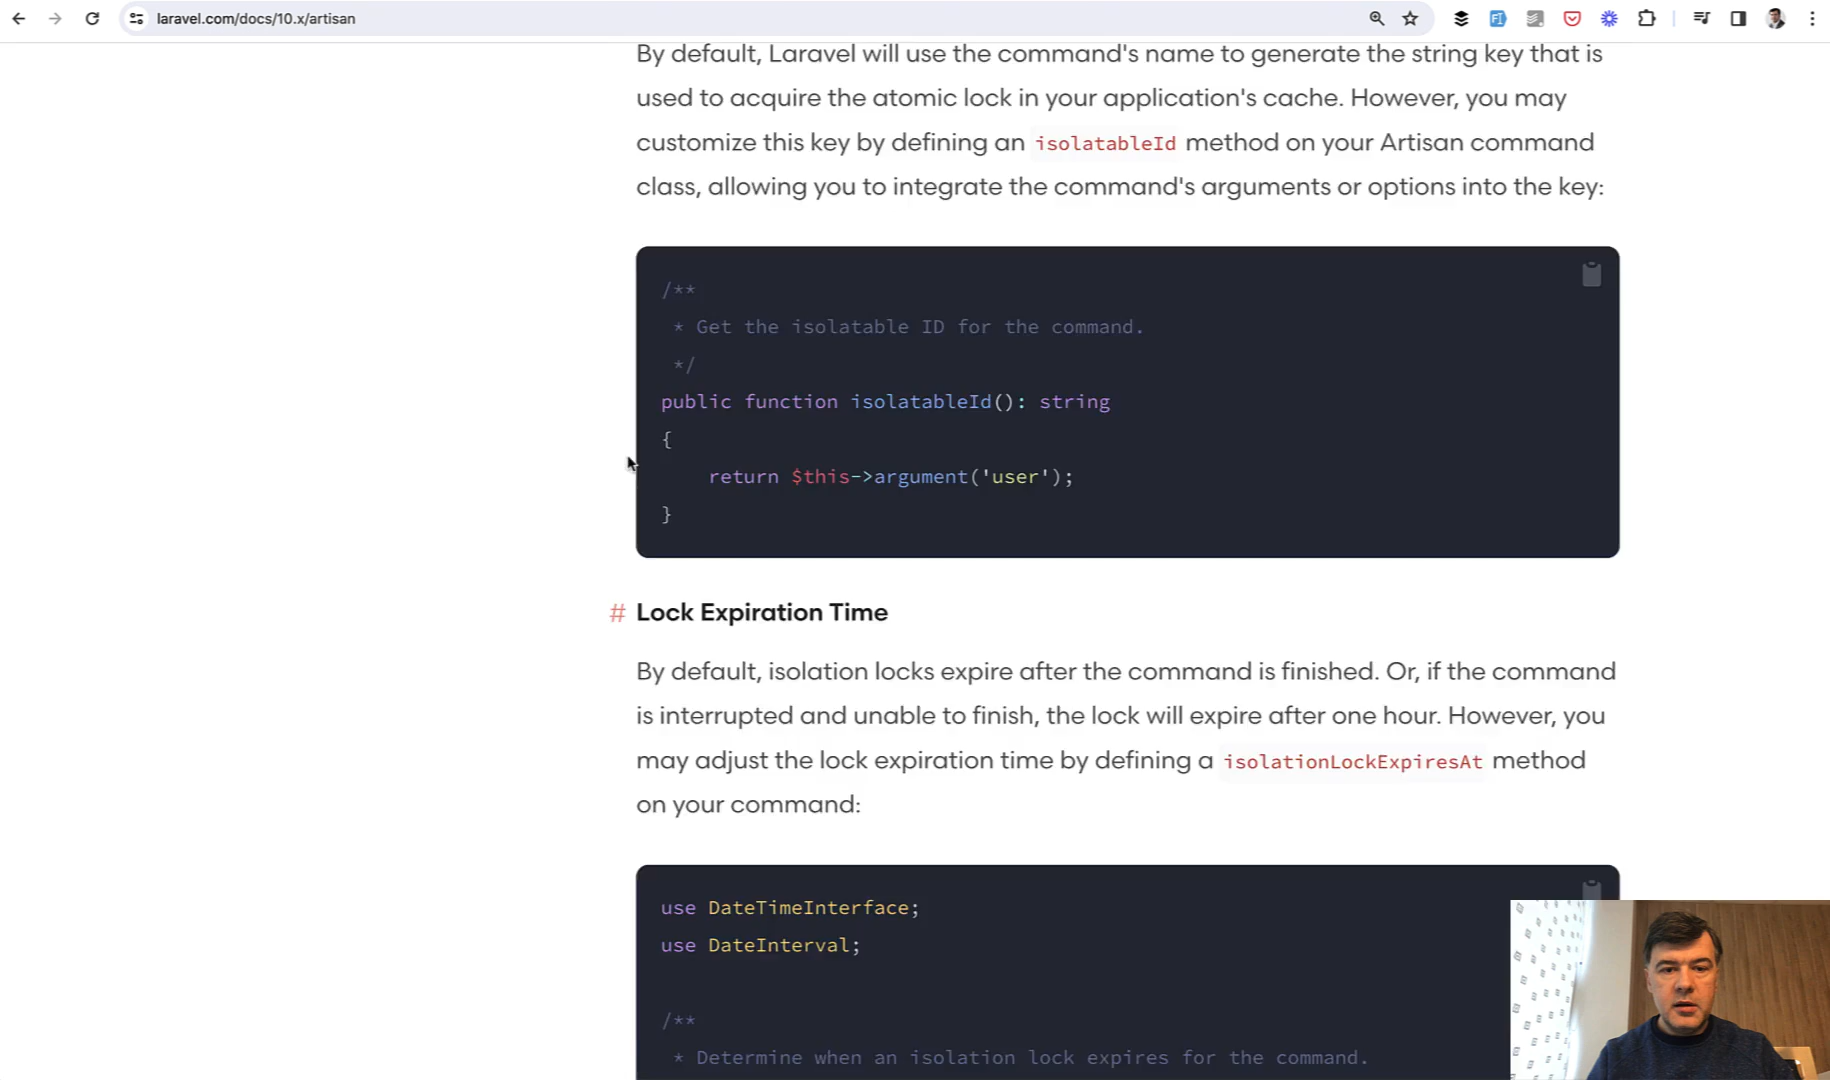 laravel.com/docs/10.x/artisan
By default, Laravel will use the command's name to generate the string key that is
used to acquire the atomic lock in your application's cache. However, you may
customize this key by defining an isolatableId method on your Artisan command
class, allowing you to integrate the command's arguments or options into the key:
/**
 * Get the isolatable ID for the command.
 */
public function isolatableId(): string
{
    return $this->argument('user');
}
# Lock Expiration Time
By default, isolation locks expire after the command is finished. Or, if the command
is interrupted and unable to finish, the lock will expire after one hour. However, you
may adjust the lock expiration time by defining a isolationLockExpiresAt method
on your command:
use DateTimeInterface;
use DateInterval;
/**
 * Determine when an isolation lock expires for the command.